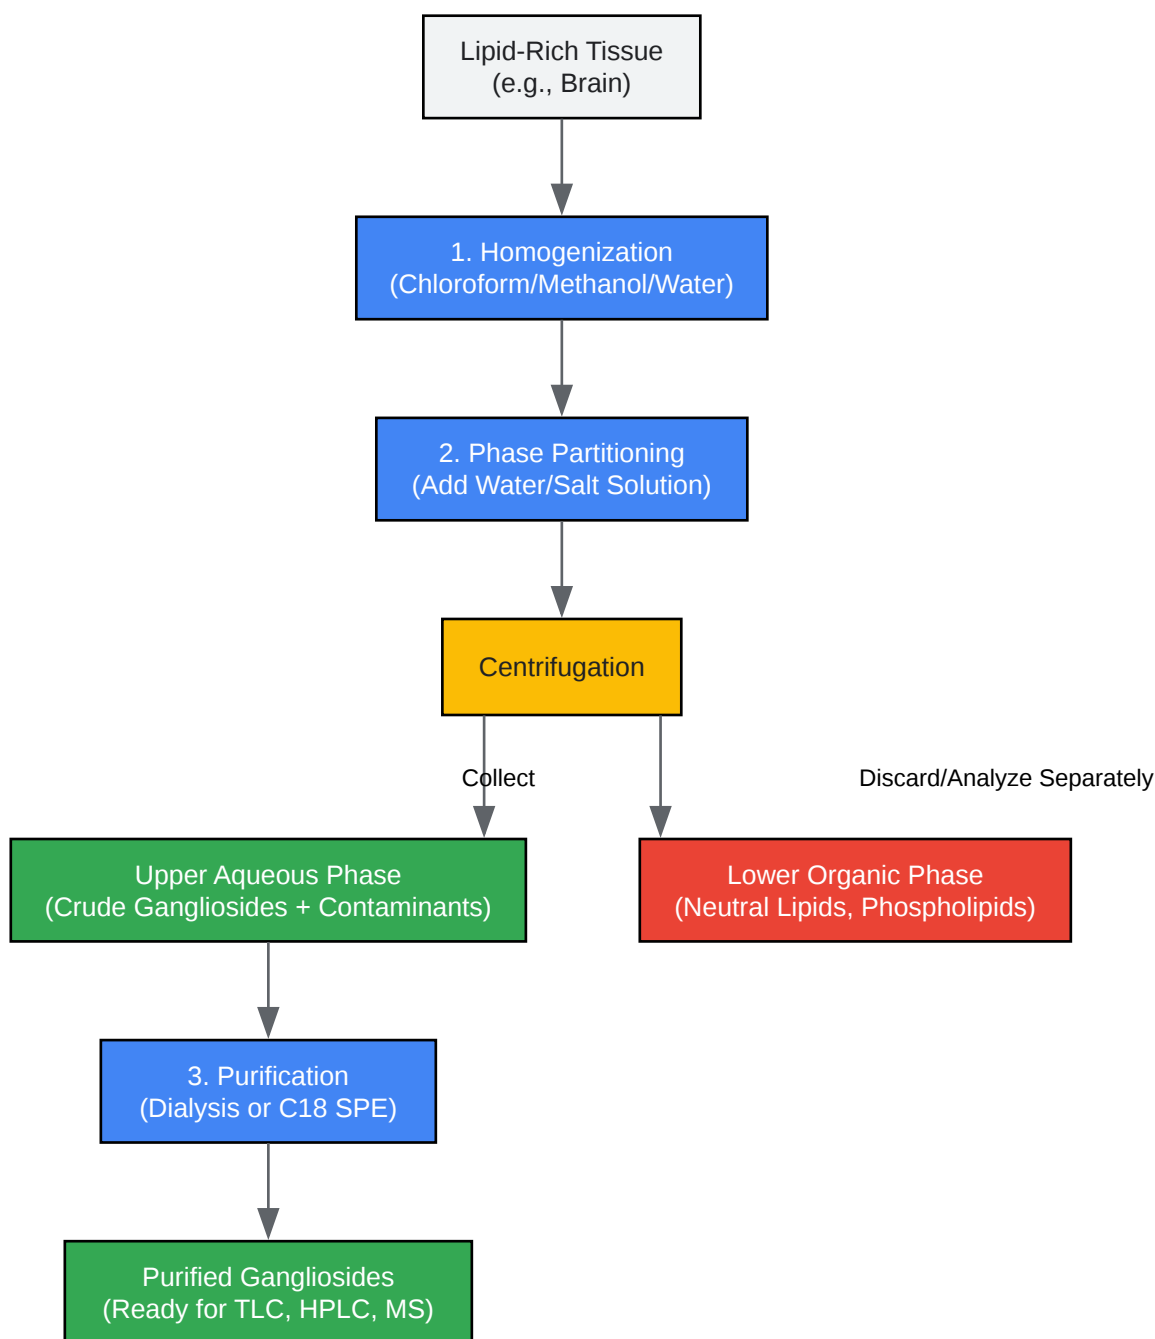 Lipid-Rich Tissue
(e.g., Brain)
1. Homogenization
(Chloroform/Methanol/Water)
2. Phase Partitioning
(Add Water/Salt Solution)
Centrifugation
Collect
Discard/Analyze Separately
Upper Aqueous Phase
(Crude Gangliosides + Contaminants)
Lower Organic Phase
(Neutral Lipids, Phospholipids)
3. Purification
(Dialysis or C18 SPE)
Purified Gangliosides
(Ready for TLC, HPLC, MS)